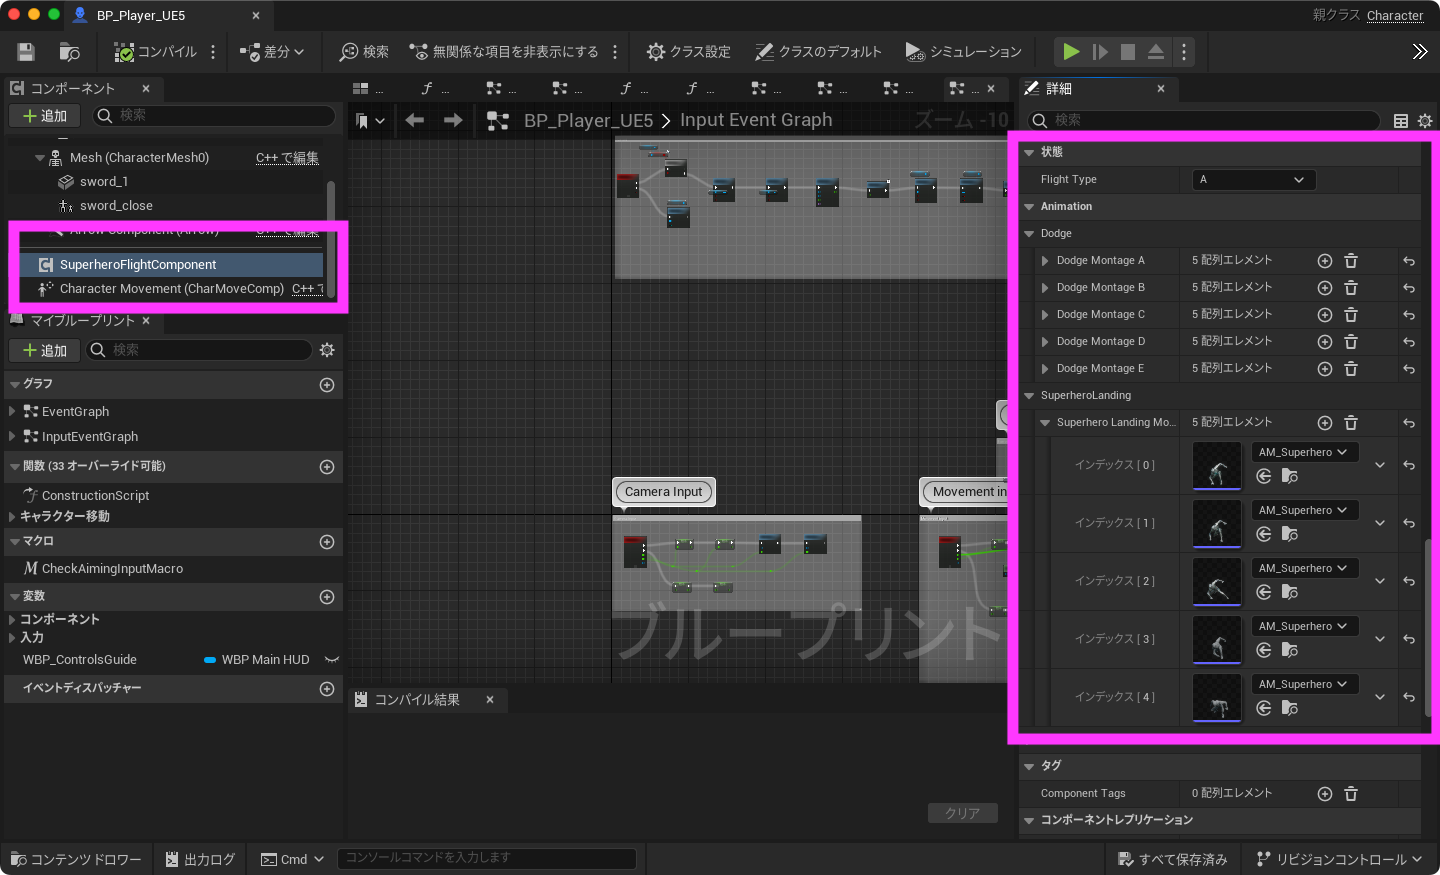 BP_Player_UE5
親クラス Character
コンパイル
差分
検索
無関係な項目を非表示にする
クラス設定
クラスのデフォルト
シミュレーション
コンポーネント
追加
検索
Mesh (CharacterMesh0) C++ で編集
sword_1
sword_close
Arrow Component (Arrow) C++ で編集
SuperheroFlightComponent
Character Movement (CharMoveComp) C++ で
マイブループリント
追加
検索
グラフ
EventGraph
InputEventGraph
関数 (33 オーバーライド可能)
ConstructionScript
キャラクター移動
マクロ
CheckAimingInputMacro
変数
コンポーネント
入力
WBP_ControlsGuide WBP Main HUD
イベントディスパッチャー
... ... ... ... ... ... ... ... ...
BP_Player_UE5 > Input Event Graph
ズーム -10
Camera Input
Movement in
ブループリント
コンパイル結果
クリア
詳細
検索
状態
Flight Type A
Animation
Dodge
Dodge Montage A 5 配列エレメント
Dodge Montage B 5 配列エレメント
Dodge Montage C 5 配列エレメント
Dodge Montage D 5 配列エレメント
Dodge Montage E 5 配列エレメント
SuperheroLanding
Superhero Landing Mo... 5 配列エレメント
インデックス [ 0 ] AM_Superhero
インデックス [ 1 ] AM_Superhero
インデックス [ 2 ] AM_Superhero
インデックス [ 3 ] AM_Superhero
インデックス [ 4 ] AM_Superhero
タグ
Component Tags 0 配列エレメント
コンポーネントレプリケーション
コンテンツドロワー
出力ログ
Cmd
コンソールコマンドを入力します
すべて保存済み
リビジョンコントロール